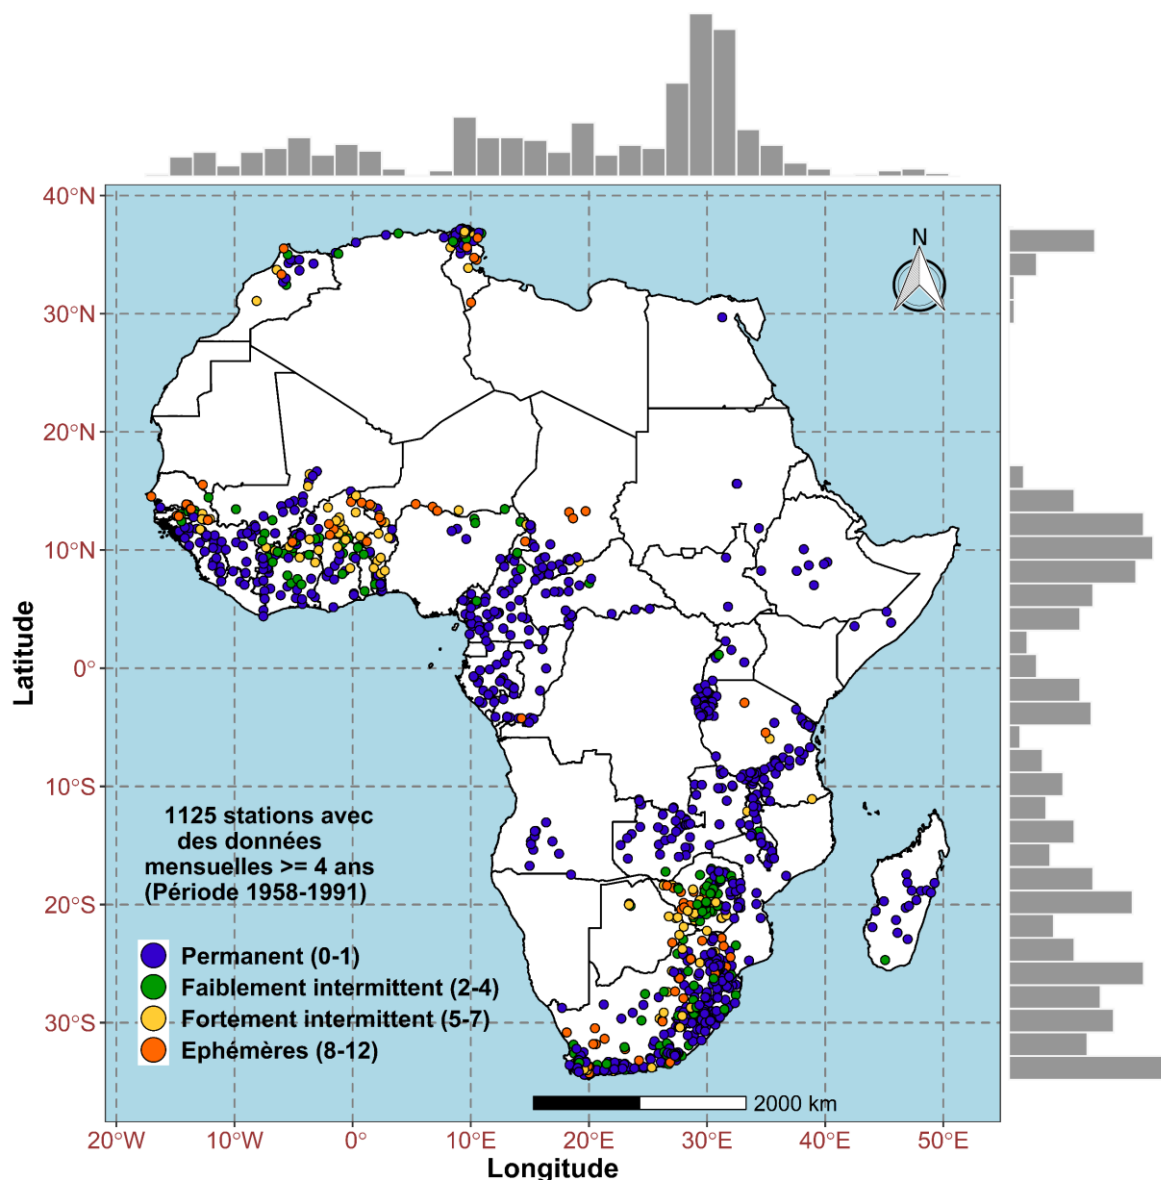 40°N
30°N
20°N
10°N
0°
10°S
20°S
30°S
Latitude
N
1125 stations avec
des données
mensuelles >= 4 ans
(Période 1958-1991)
Permanent (0-1)
Faiblement intermittent (2-4)
Fortement intermittent (5-7)
Ephémères (8-12)
2000 km
20°W 10°W 0° 10°E 20°E 30°E 40°E 50°E
Longitude